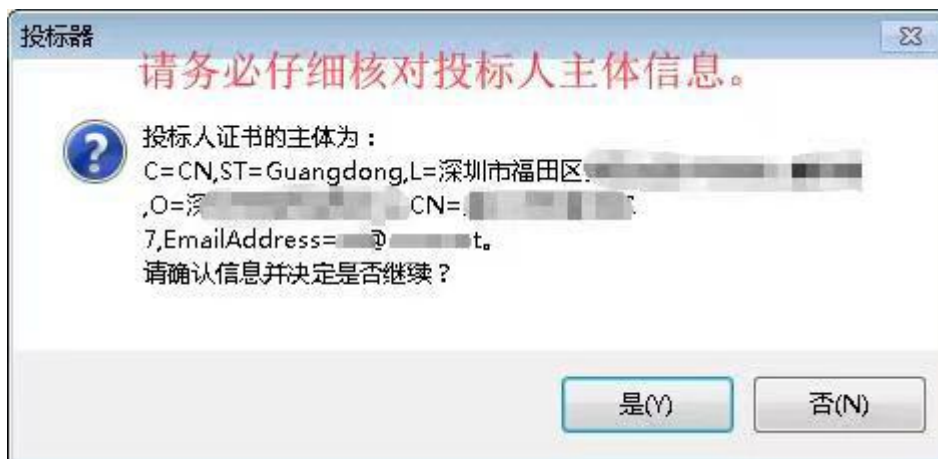 投标器
请务必仔细核对投标人主体信息。
投标人证书的主体为：
C=CN,ST=Guangdong,L=深圳市福田区
,O=深 CN=
7,EmailAddress= @ t。
请确认信息并决定是否继续？
是(Y) 否(N)